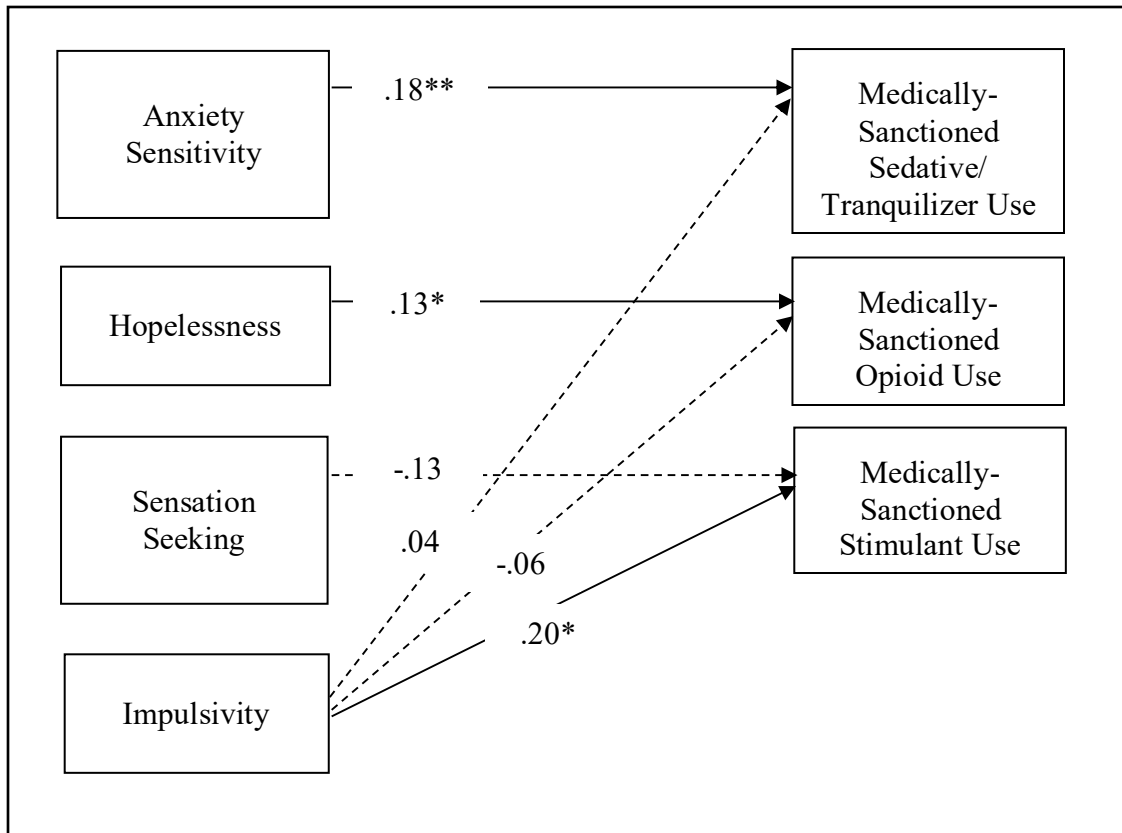 Anxiety
Sensitivity
.18**
Medically-
Sanctioned
Sedative/
Tranquilizer Use
Hopelessness
.13*
Medically-
Sanctioned
Opioid Use
Sensation
Seeking
-.13
Medically-
Sanctioned
Stimulant Use
.04
-.06
.20*
Impulsivity